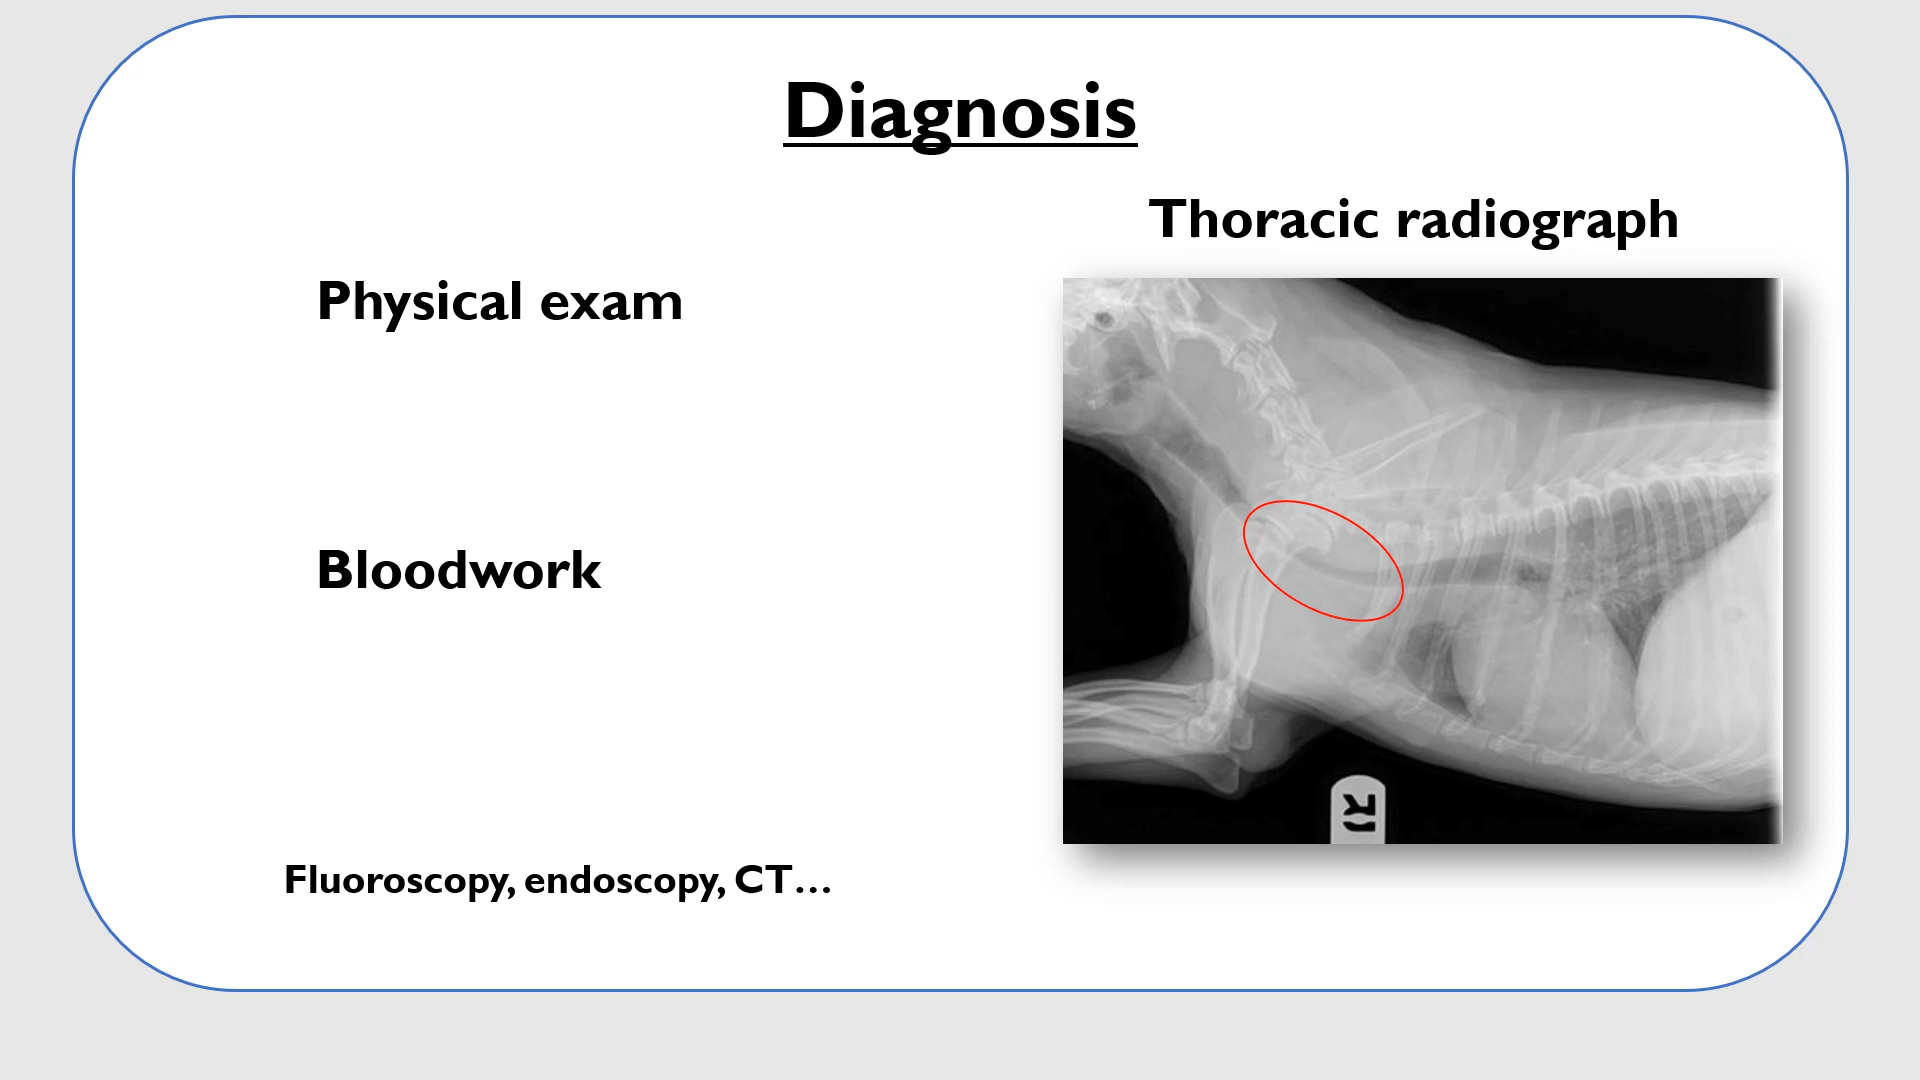 Diagnosis
Thoracic radiograph
Physical exam
Bloodwork
Fluoroscopy, endoscopy, CT…
R